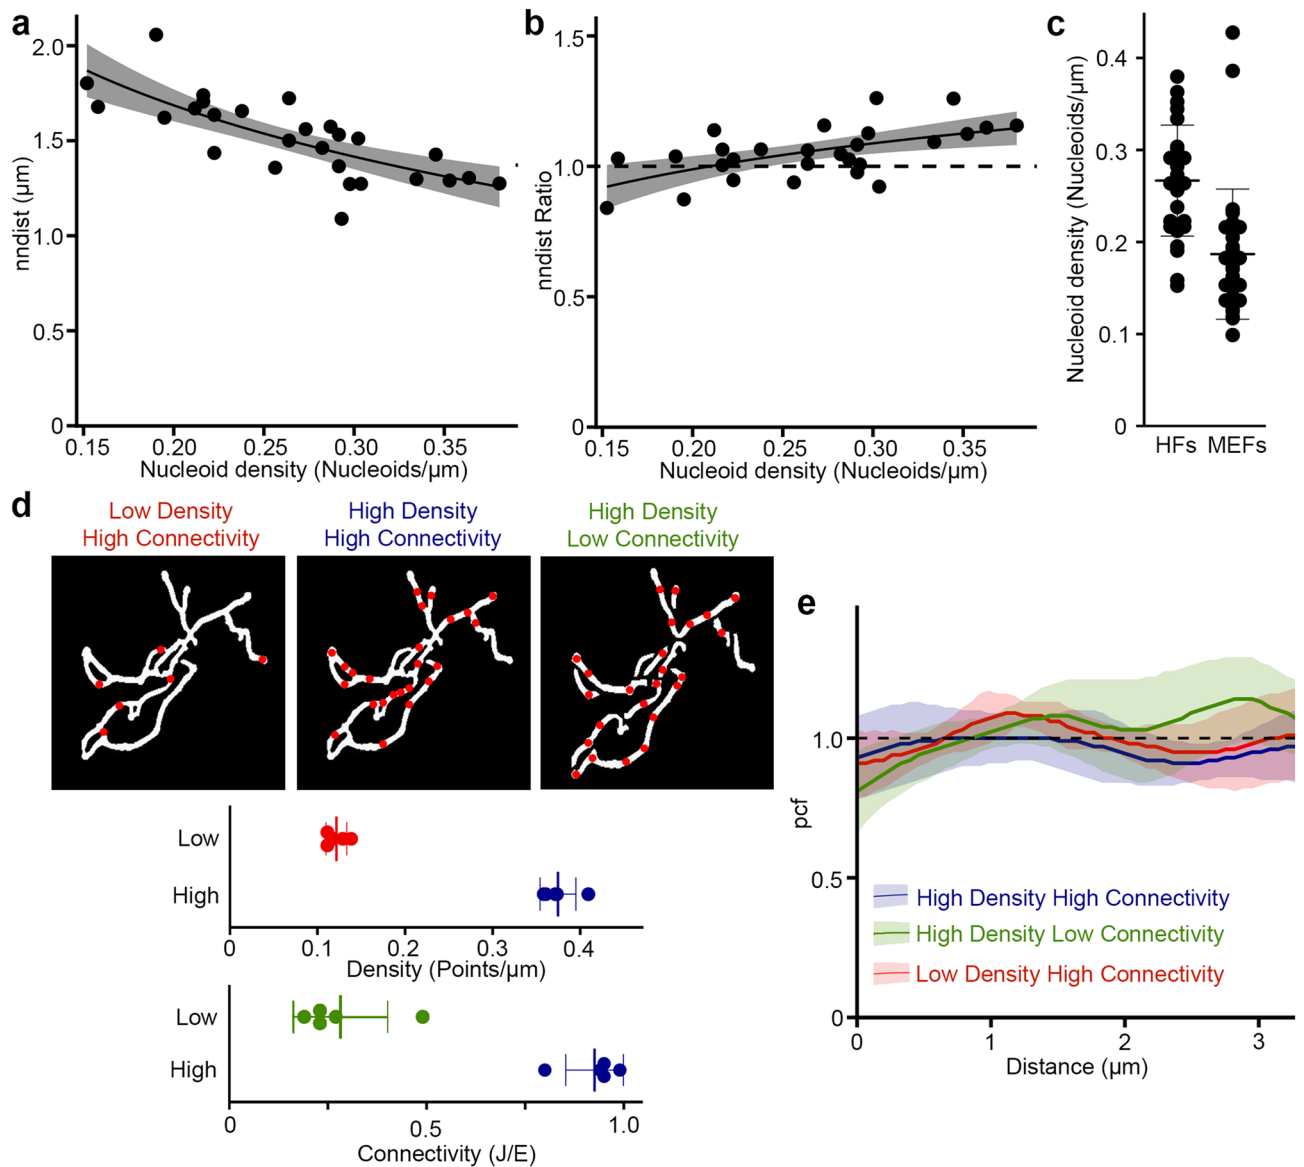 a
2.0
1.5
1.0
0.5
0
nndist (µm)
0.15
0.20
0.25
0.30
0.35
Nucleoid density (Nucleoids/µm)
b
1.5
1.0
0.5
0
nndist Ratio
0.15
0.20
0.25
0.30
0.35
Nucleoid density (Nucleoids/µm)
c
0.4
0.3
0.2
0.1
0
Nucleoid density (Nucleoids/µm)
HFs
MEFs
d
Low Density
High Connectivity
High Density
High Connectivity
High Density
Low Connectivity
Low
High
0
0.1
0.2
0.3
0.4
Density (Points/µm)
Low
High
0
0.5
1.0
Connectivity (J/E)
e
1.0
0.5
0
pcf
High Density High Connectivity
High Density Low Connectivity
Low Density High Connectivity
0
1
2
3
Distance (µm)